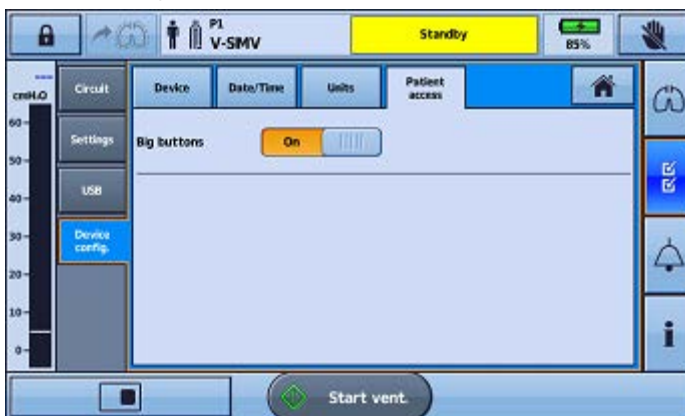 P1
V-SIMV
Standby
85%
---
cmH2O
60
50
40
30
20
10
0
Circuit
Settings
USB
Device
config.
Device
Date/Time
Units
Patient
access
Big buttons
On
i
Start vent.